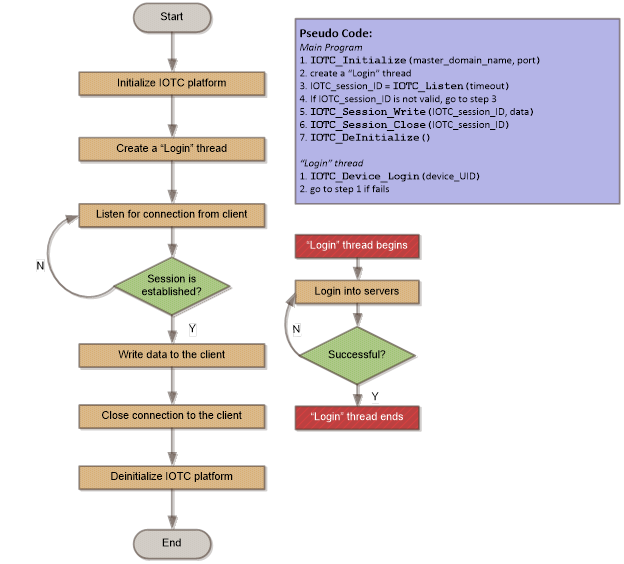 Start
Initialize IOTC platform
Create a “Login” thread
Listen for connection from client
N
Session is
established?
Y
Write data to the client
Close connection to the client
Deinitialize IOTC platform
End
Pseudo Code:
Main Program
1. IOTC_Initialize (master_domain_name, port)
2. create a “Login” thread
3. IOTC_session_ID = IOTC_Listen (timeout)
4. If IOTC_session_ID is not valid, go to step 3
5. IOTC_Session_Write (IOTC_session_ID, data)
6. IOTC_Session_Close (IOTC_session_ID)
7. IOTC_DeInitialize ()
“Login” thread
1. IOTC_Device_Login (device_UID)
2. go to step 1 if fails
“Login” thread begins
Login into servers
N
Successful?
Y
“Login” thread ends